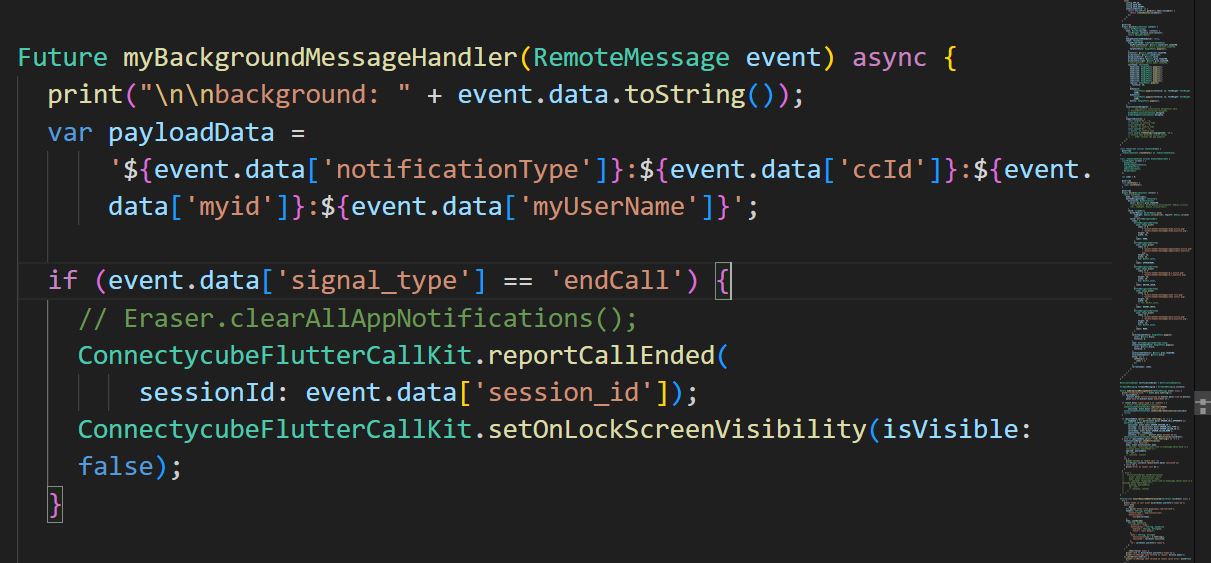 Future myBackgroundMessageHandler(RemoteMessage event) async {
print("\n\nbackground: " + event.data.toString());
var payloadData =
'${event.data['notificationType']}:${event.data['ccId']}:${event.
data['myid']}:${event.data['myUserName']}';
if (event.data['signal_type'] == 'endCall') {
// Eraser.clearAllAppNotifications();
ConnectycubeFlutterCallKit.reportCallEnded(
sessionId: event.data['session_id']);
ConnectycubeFlutterCallKit.setOnLockScreenVisibility(isVisible:
false);
}